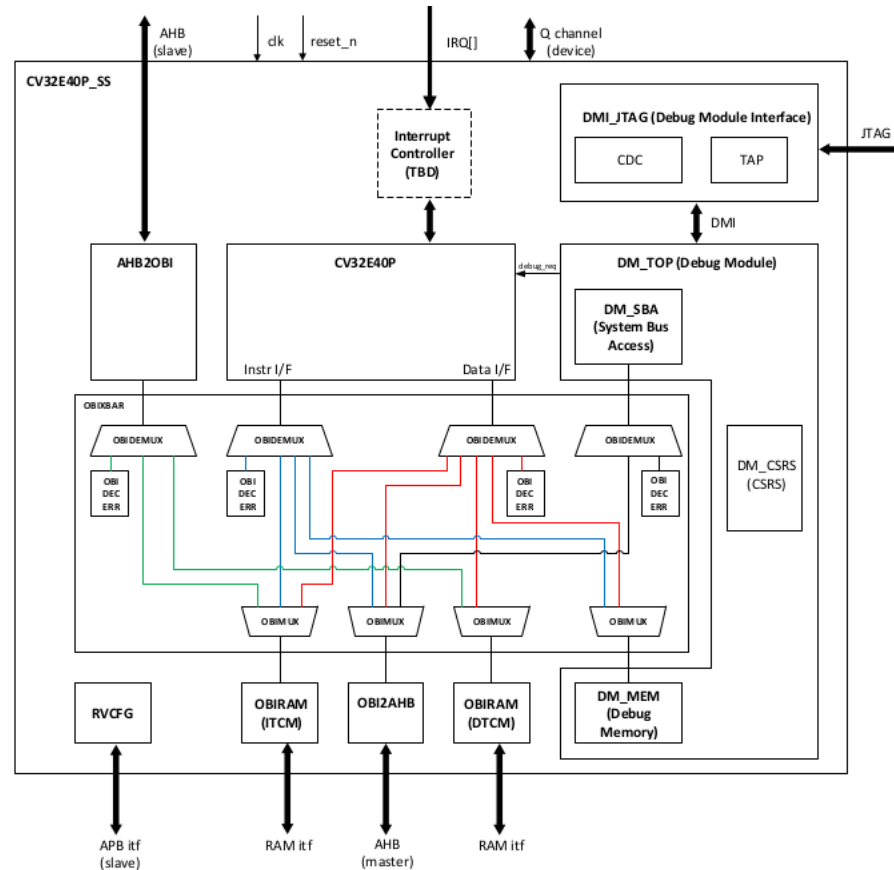 AHB
(slave)
clk
reset_n
IRQ[]
Q channel
(device)
CV32E40P_SS
Interrupt
Controller
(TBD)
DMI_JTAG (Debug Module Interface)
CDC
TAP
JTAG
DMI
AHB2OBI
CV32E40P
debug_req
DM_TOP (Debug Module)
DM_SBA
(System Bus
Access)
Instr I/F
Data I/F
OBIXBAR
OBIDEMUX
OBIDEMUX
OBIDEMUX
OBIDEMUX
OBI
DEC
ERR
OBI
DEC
ERR
OBI
DEC
ERR
OBI
DEC
ERR
DM_CSRS
(CSRS)
OBIMUX
OBIMUX
OBIMUX
OBIMUX
RVCFG
OBIRAM
(ITCM)
OBI2AHB
OBIRAM
(DTCM)
DM_MEM
(Debug
Memory)
APB itf
(slave)
RAM itf
AHB
(master)
RAM itf